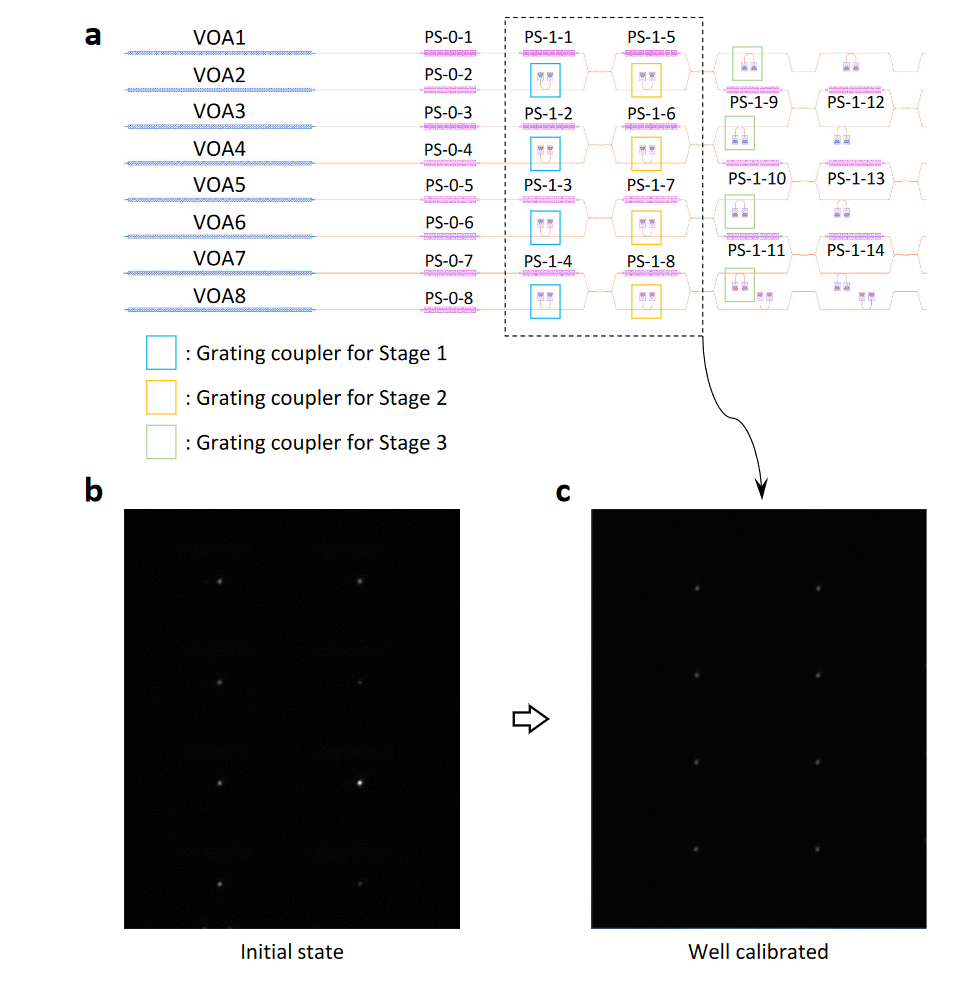 a
VOA1 PS-0-1 PS-1-1 PS-1-5
VOA2 PS-0-2
PS-1-9 PS-1-12
VOA3 PS-0-3 PS-1-2 PS-1-6
VOA4 PS-0-4
PS-1-10 PS-1-13
VOA5 PS-0-5 PS-1-3 PS-1-7
VOA6 PS-0-6
PS-1-11 PS-1-14
VOA7 PS-0-7 PS-1-4 PS-1-8
VOA8 PS-0-8
: Grating coupler for Stage 1
: Grating coupler for Stage 2
: Grating coupler for Stage 3
b c
Initial state Well calibrated